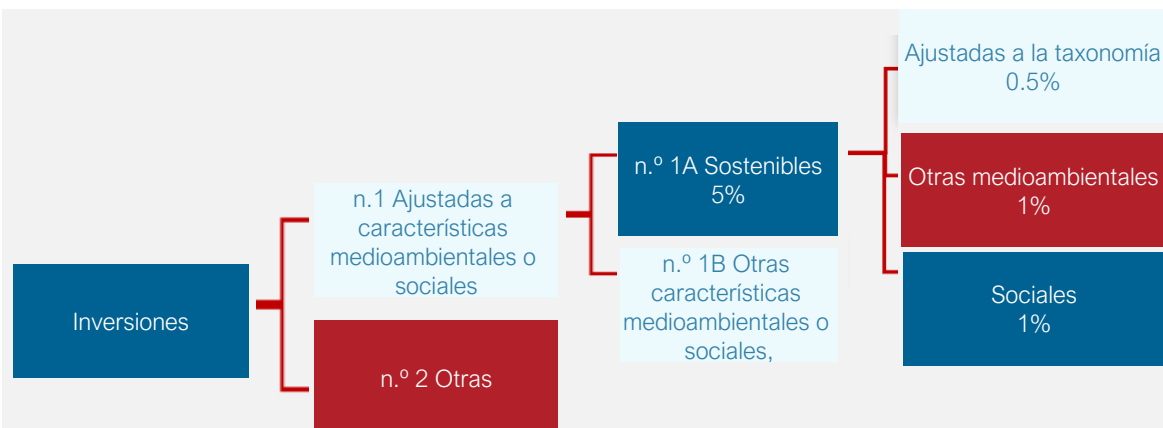 Inversiones
n.1 Ajustadas a
características
medioambientales o
sociales
n.º 2 Otras
n.º 1A Sostenibles
5%
n.º 1B Otras
características
medioambientales o
sociales,
Ajustadas a la taxonomía
0.5%
Otras medioambientales
1%
Sociales
1%